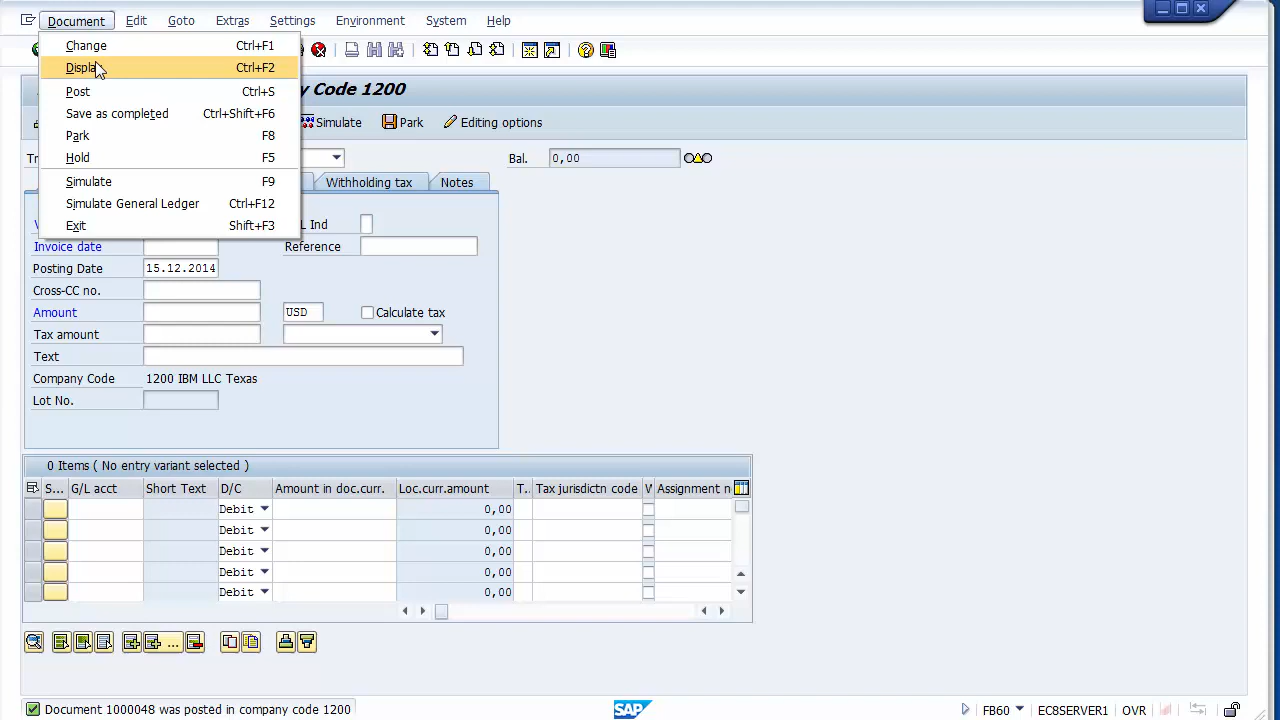 Document Edit Goto Extras Settings Environment System Help
Change Ctrl+F1
Display Ctrl+F2
Post Ctrl+S
y Code 1200
Save as completed Ctrl+Shift+F6
Simulate Park Editing options
Park F8
Hold F5
Tr Bal. 0,00
Simulate F9
Withholding tax Notes
Simulate General Ledger Ctrl+F12
Exit Shift+F3
V L Ind
Invoice date Reference
Posting Date 15.12.2014
Cross-CC no.
Amount USD Calculate tax
Tax amount
Text
Company Code 1200 IBM LLC Texas
Lot No.
0 Items ( No entry variant selected )
S... G/L acct Short Text D/C Amount in doc.curr. Loc.curr.amount T.. Tax jurisdictn code W Assignment n
Debit 0,00
Debit 0,00
Debit 0,00
Debit 0,00
Debit 0,00
...
Document 1000048 was posted in company code 1200 SAP FB60 ECSERVER1 OVR